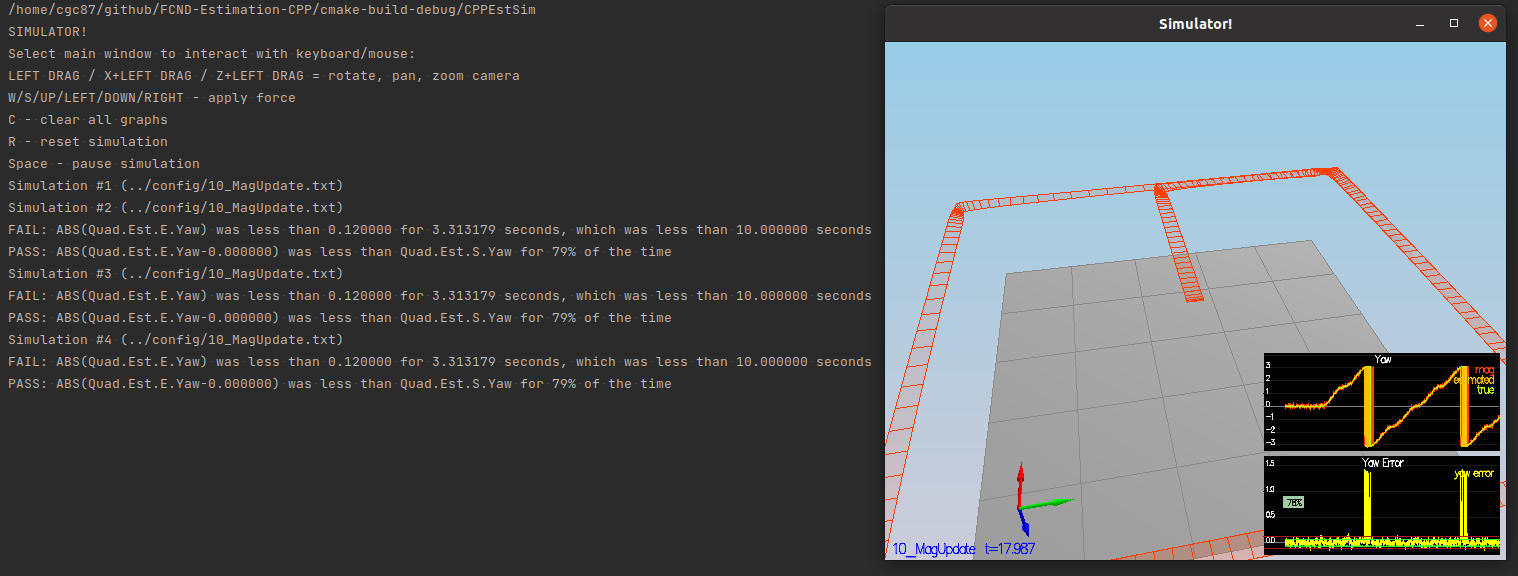 /home/cgc87/github/FCND-Estimation-CPP/cmake-build-debug/CPPEstSim
SIMULATOR!
Select main window to interact with keyboard/mouse:
LEFT DRAG / X+LEFT DRAG / Z+LEFT DRAG = rotate, pan, zoom camera
W/S/UP/LEFT/DOWN/RIGHT - apply force
C - clear all graphs
R - reset simulation
Space - pause simulation
Simulation #1 (../config/10_MagUpdate.txt)
Simulation #2 (../config/10_MagUpdate.txt)
FAIL: ABS(Quad.Est.E.Yaw) was less than 0.120000 for 3.313179 seconds, which was less than 10.000000 seconds
PASS: ABS(Quad.Est.E.Yaw-0.000000) was less than Quad.Est.S.Yaw for 79% of the time
Simulation #3 (../config/10_MagUpdate.txt)
FAIL: ABS(Quad.Est.E.Yaw) was less than 0.120000 for 3.313179 seconds, which was less than 10.000000 seconds
PASS: ABS(Quad.Est.E.Yaw-0.000000) was less than Quad.Est.S.Yaw for 79% of the time
Simulation #4 (../config/10_MagUpdate.txt)
FAIL: ABS(Quad.Est.E.Yaw) was less than 0.120000 for 3.313179 seconds, which was less than 10.000000 seconds
PASS: ABS(Quad.Est.E.Yaw-0.000000) was less than Quad.Est.S.Yaw for 79% of the time
Simulator!
Yaw
3
2
1
0
-1
-2
-3
mag
estimated
true
Yaw Error
1.5
1.0
0.5
0.0
yaw error
78%
10_MagUpdate t=17.987